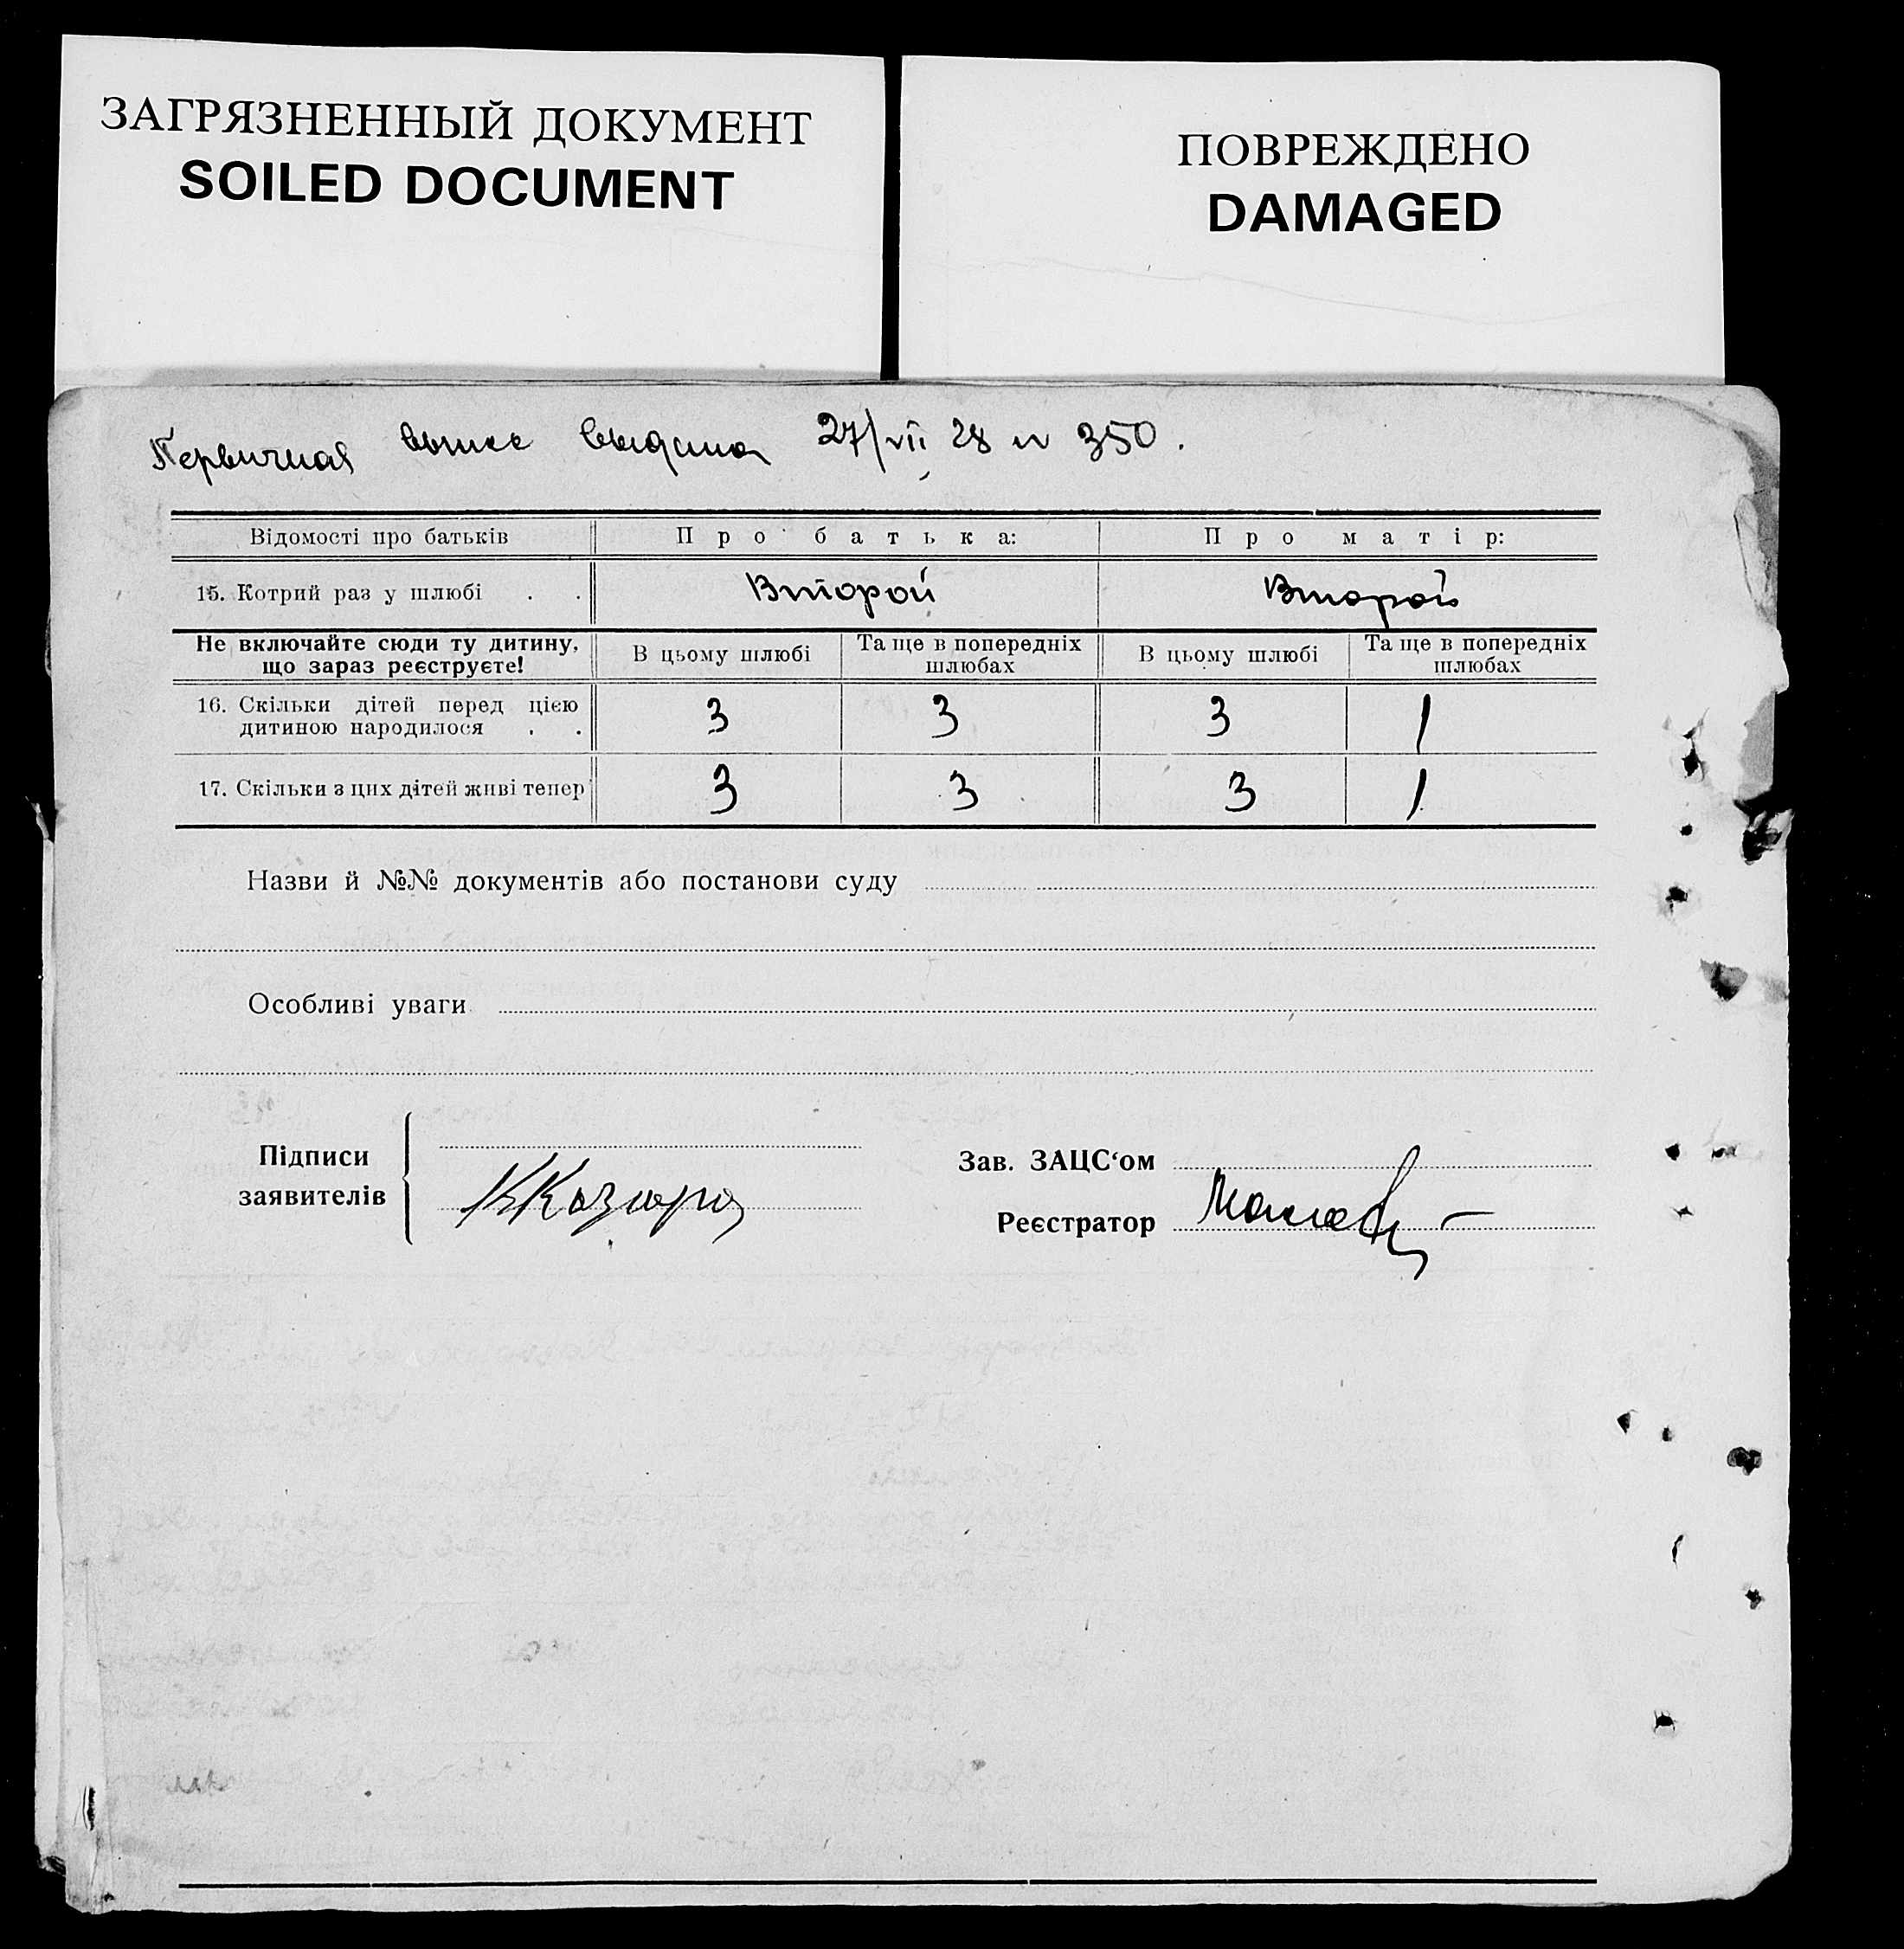 ЗАГРЯЗНЕННЫЙ ДОКУМЕНТ
SOILED DOCUMENT
ПОВРЕЖДЕНО
DAMAGED
Первичная выпис выдана 27/VII 28 N 350.
Відомості про батьків Про батька: Про матір:
15. Котрий раз у шлюбі . . Второй Второй
Не включайте сюди ту дитину, що зараз реєструєте! В цьому шлюбі Та ще в попередніх шлюбах В цьому шлюбі Та ще в попередніх шлюбах
16. Скільки дітей перед цією дитиною народилося . . 3 3 3 1
17. Скільки з цих дітей живі тепер 3 3 3 1
Назви й №№ документів або постанови суду
Особливі уваги
Підписи заявителів
Зав. ЗАЦС‘ом
Реєстратор